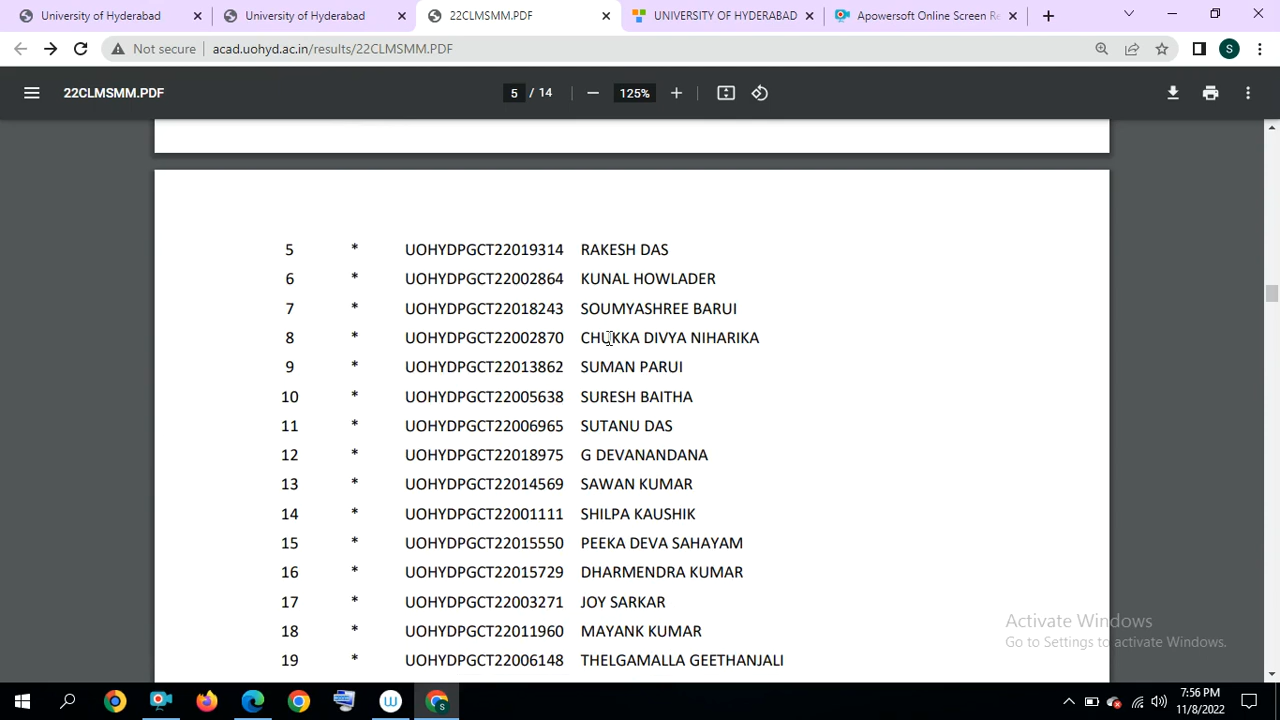 University of Hyderabad
University of Hyderabad
22CLMSMM.PDF
UNIVERSITY OF HYDERABAD
Apowersoft Online Screen Re
Not secure
acad.uohyd.ac.in/results/22CLMSMM.PDF
S
22CLMSMM.PDF
5 / 14
125%
5 * UOHYDPGCT22019314 RAKESH DAS
6 * UOHYDPGCT22002864 KUNAL HOWLADER
7 * UOHYDPGCT22018243 SOUMYASHREE BARUI
8 * UOHYDPGCT22002870 CHUKKA DIVYA NIHARIKA
9 * UOHYDPGCT22013862 SUMAN PARUI
10 * UOHYDPGCT22005638 SURESH BAITHA
11 * UOHYDPGCT22006965 SUTANU DAS
12 * UOHYDPGCT22018975 G DEVANANDANA
13 * UOHYDPGCT22014569 SAWAN KUMAR
14 * UOHYDPGCT22001111 SHILPA KAUSHIK
15 * UOHYDPGCT22015550 PEEKA DEVA SAHAYAM
16 * UOHYDPGCT22015729 DHARMENDRA KUMAR
17 * UOHYDPGCT22003271 JOY SARKAR
18 * UOHYDPGCT22011960 MAYANK KUMAR
19 * UOHYDPGCT22006148 THELGAMALLA GEETHANJALI
Activate Windows
Go to Settings to activate Windows.
7:56 PM
11/8/2022